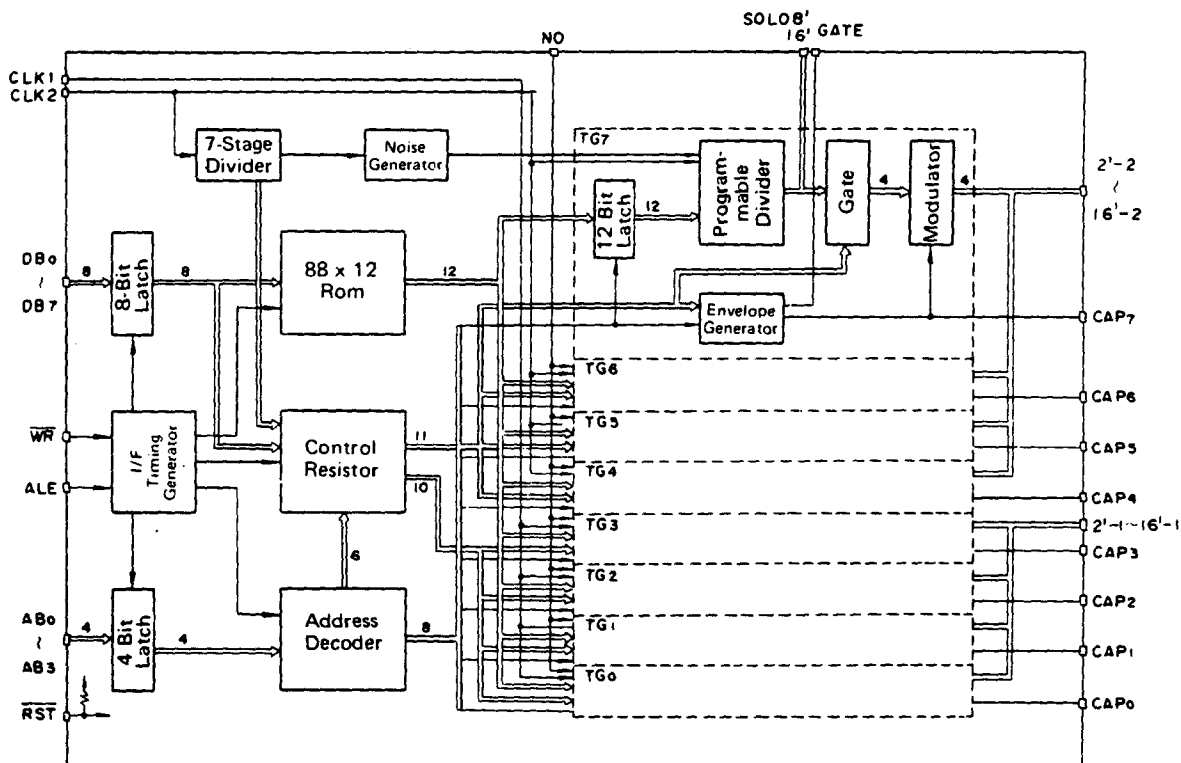 SOLO8'
NO
16' GATE
CLK1
CLK2
7-Stage
Divider
Noise
Generator
TG7
Program-
mable
Divider
Gate
4
Modulator
4
2'-2
~
16'-2
12 Bit
Latch
12
DB0
~
DB7
8
8-Bit
Latch
8
88 x 12
Rom
12
Envelope
Generator
CAP7
TG6
CAP6
WR
I/F
Timing
Generator
Control
Resistor
11
10
TG5
CAP5
ALE
TG4
CAP4
TG3
2'-1~16'-1
CAP3
6
TG2
CAP2
AB0
~
AB3
4
4 Bit
Latch
4
Address
Decoder
8
TG1
CAP1
TG0
CAP0
RST